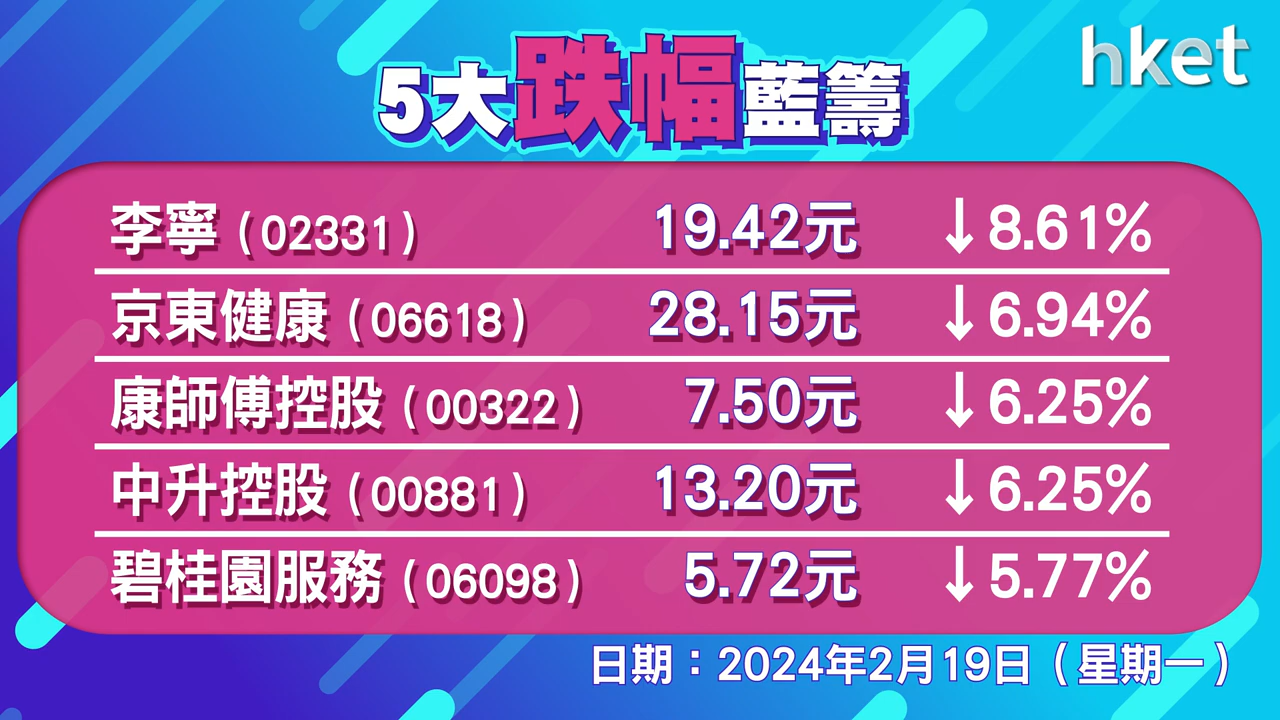 hket
5大跌幅藍籌
李寧（02331） 19.42元 ↓8.61%
京東健康（06618） 28.15元 ↓6.94%
康師傅控股（00322） 7.50元 ↓6.25%
中升控股（00881） 13.20元 ↓6.25%
碧桂園服務（06098） 5.72元 ↓5.77%
日期：2024年2月19日（星期一）